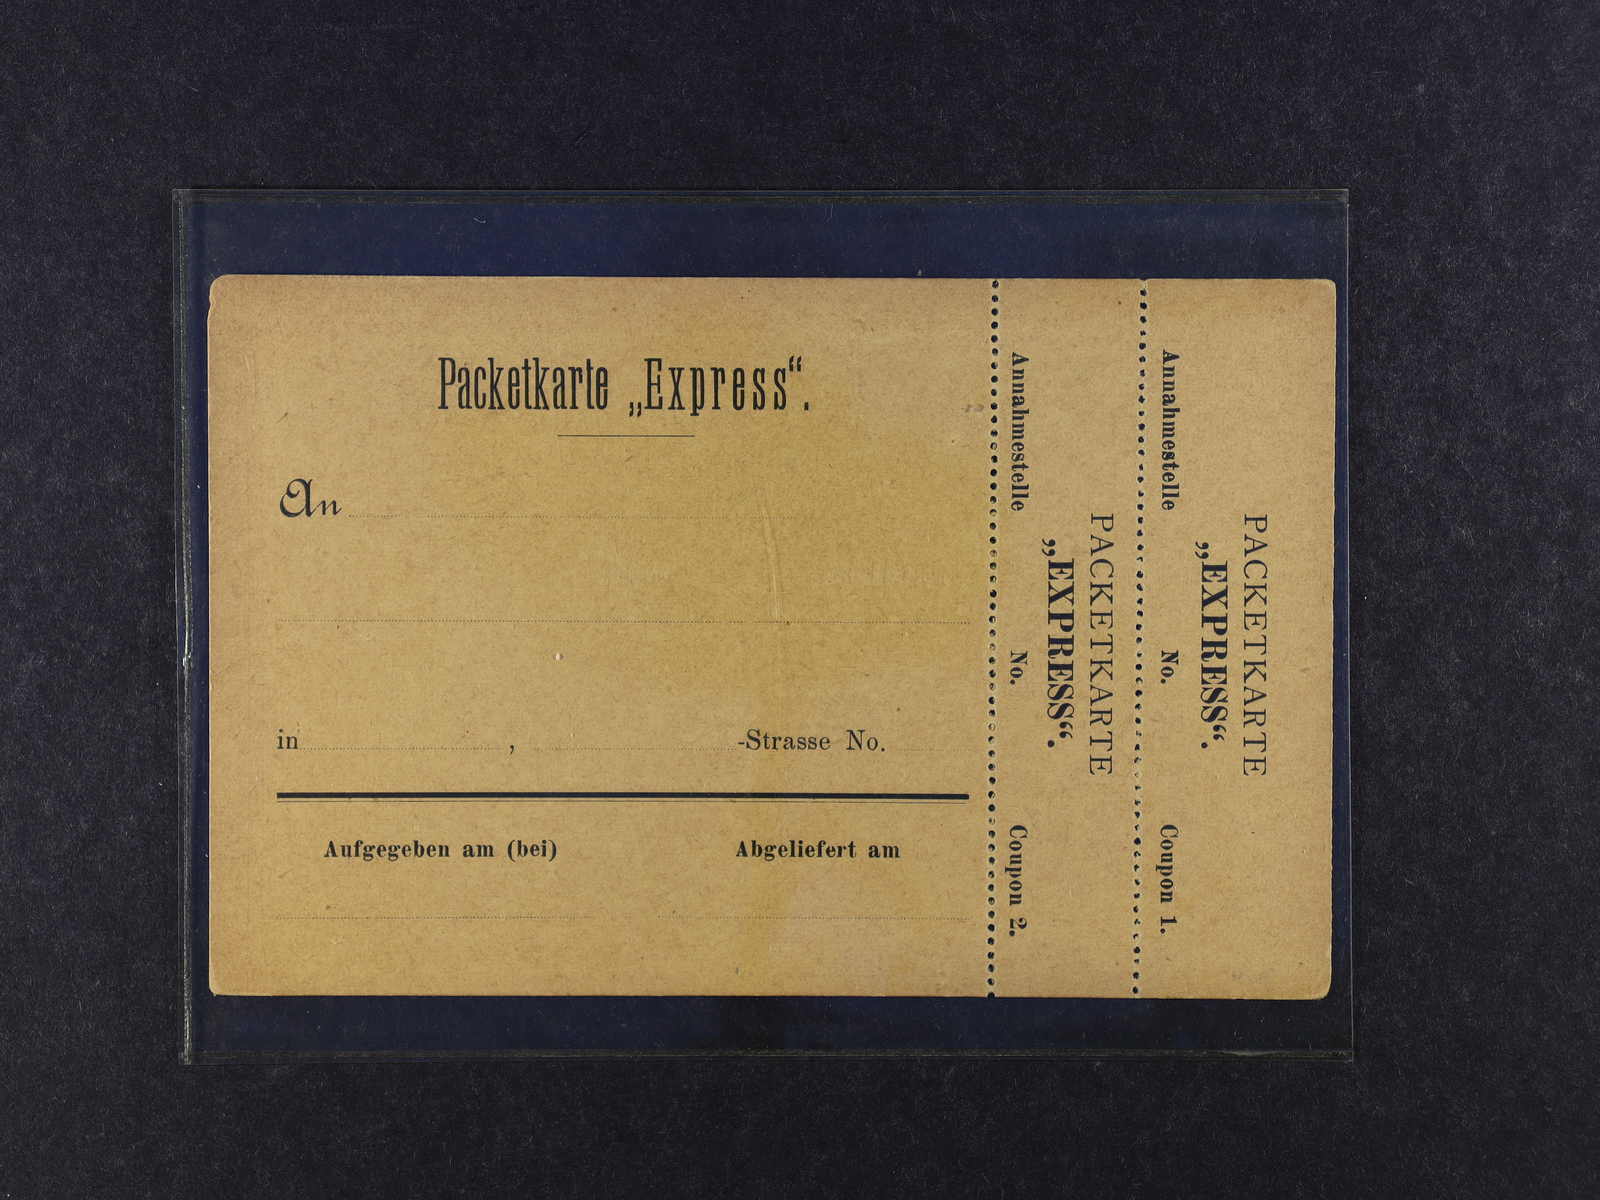 Packetkarte „Express“.
An
in , -Strasse No.
Aufgegeben am (bei) Abgeliefert am
PACKETKARTE
„EXPRESS“.
Annahmestelle No. Coupon 2.
PACKETKARTE
„EXPRESS“.
Annahmestelle No. Coupon 1.